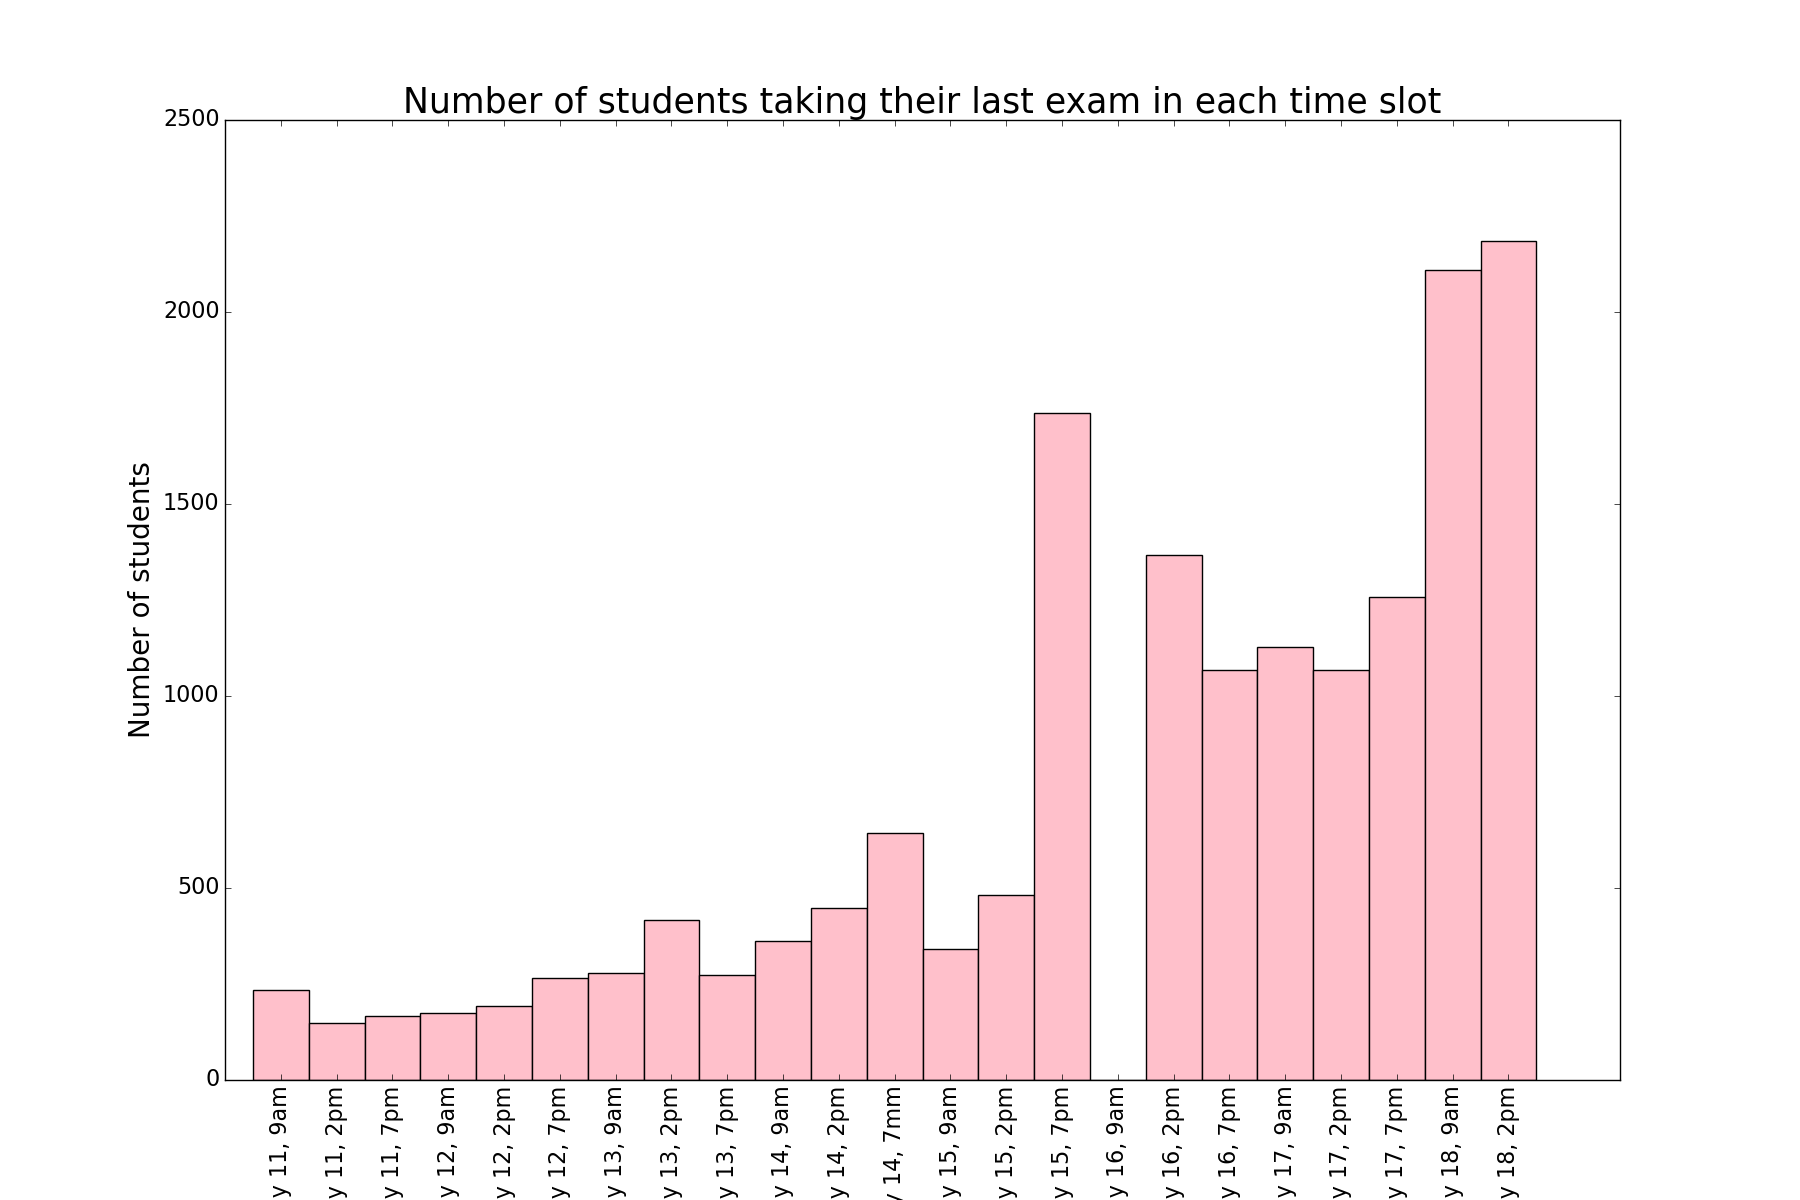 Number of students taking their last exam in each time slot
2500
2000
1500
1000
500
0
Number of students
y 11, 9am
y 11, 2pm
y 11, 7pm
y 12, 9am
y 12, 2pm
y 12, 7pm
y 13, 9am
y 13, 2pm
y 13, 7pm
y 14, 9am
y 14, 2pm
y 14, 7mm
y 15, 9am
y 15, 2pm
y 15, 7pm
y 16, 9am
y 16, 2pm
y 16, 7pm
y 17, 9am
y 17, 2pm
y 17, 7pm
y 18, 9am
y 18, 2pm